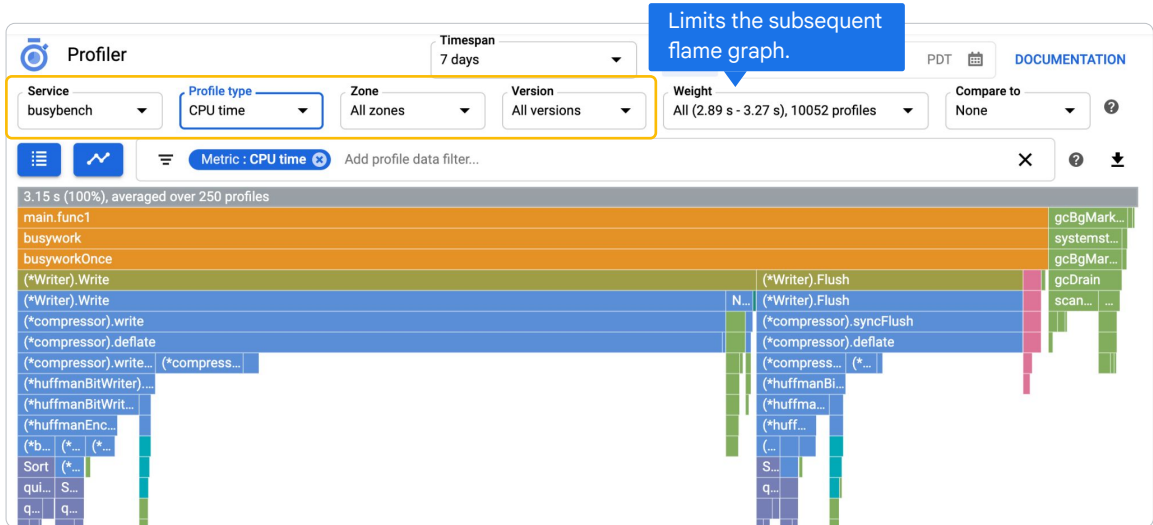 Limits the subsequent
flame graph.
Profiler
Timespan
7 days
PDT
DOCUMENTATION
Service
busybench
Profile type
CPU time
Zone
All zones
Version
All versions
Weight
All (2.89 s - 3.27 s), 10052 profiles
Compare to
None
Metric : CPU time
Add profile data filter...
3.15 s (100%), averaged over 250 profiles
main.func1 gcBgMark...
busywork systemst...
busyworkOnce gcBgMar...
(*Writer).Write (*Writer).Flush gcDrain
(*Writer).Write N... (*Writer).Flush scan... ...
(*compressor).write (*compressor).syncFlush
(*compressor).deflate (*compressor).deflate
(*compressor).write... (*compress... (*compress... (*...
(*huffmanBitWriter).... (*huffmanBi...
(*huffmanBitWrit... (*huffma...
(*huffmanEnc... (*huff...
(*b... (*... (*... (...
Sort (*... S...
qui... S... q...
q... q...